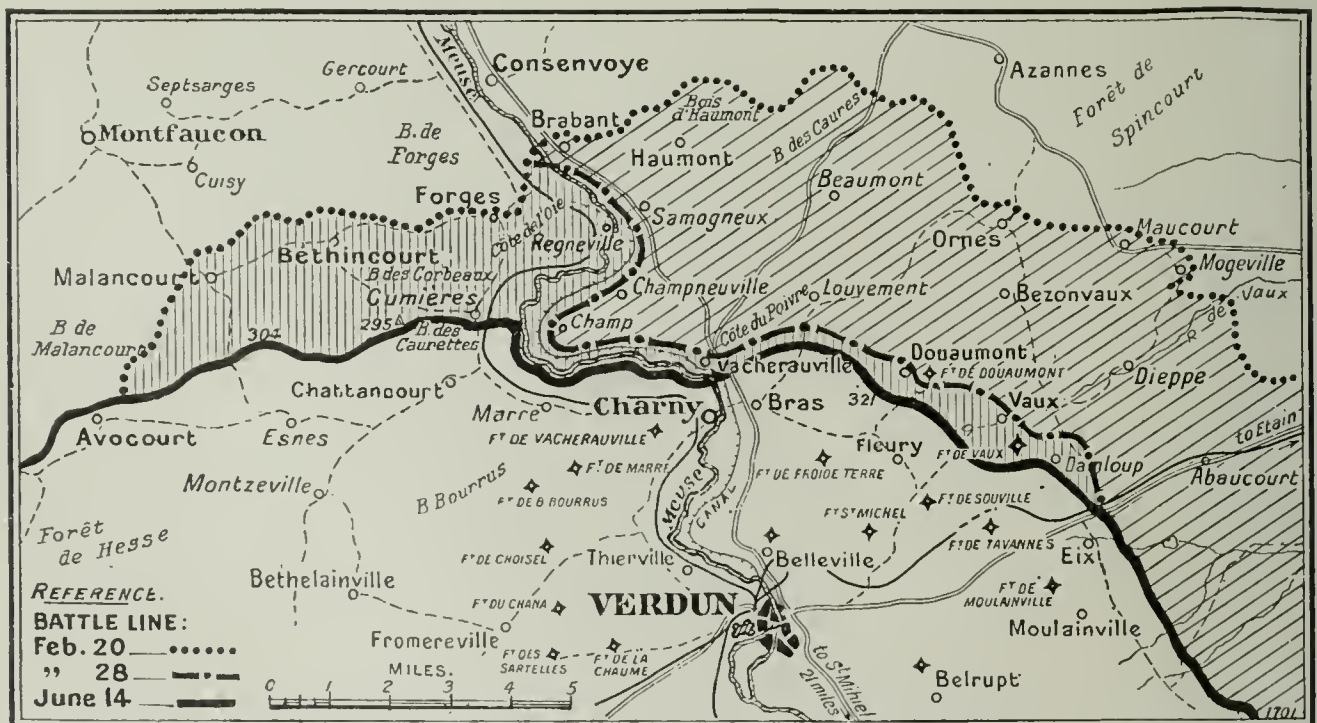 Meuse
Consenvoye
Azannes
Forêt de
Spincourt
Septsarges
Gercourt
Montfaucon
Cuisy
B. de
Forges
Brabant
Bois
d'Haumont
Haumont
B des Caures
Beaumont
Forges
Côte de l'Oie
Regneville
Samogneux
Ornes
Maucourt
Mogeville
Vaux
de
Malancourt
Bethincourt
B des Corbeaux
Cumières
Champneuville
Louvement
Bezonvaux
B de
Malancourt
304
295
B. des
Caurettes
Champ
Côte du Poivre
Vacherauville
Douaumont
Ft DE DOUAUMONT
Dieppe
Chattancourt
Marre
Charny
Bras
321
Vaux
Avocourt
Esnes
Ft DE VACHERAUVILLE
Fleury
Ft DE VAUX
Damloup
to Etain
Abaucourt
Montzeville
B Bourrus
Ft DE MARRE
Ft DE B BOURRUS
Meuse
CANAL
Ft DE FROIDE TERRE
Ft DE SOUVILLE
Ft St MICHEL
Ft DE TAVANNES
Forêt
de Hesse
Ft DE CHOISEL
Thierville
Belleville
Eix
Ft DE
MOULAINVILLE
Bethelainville
Ft DU CHANA
VERDUN
Moulainville
Fromereville
Ft DES
SARTELLES
Ft DE LA
CHAUME
to St Mihiel
21 miles
Belrupt
REFERENCE.
BATTLE LINE:
Feb. 20
" 28
June 14
MILES.
0 1 2 3 4 5
1701